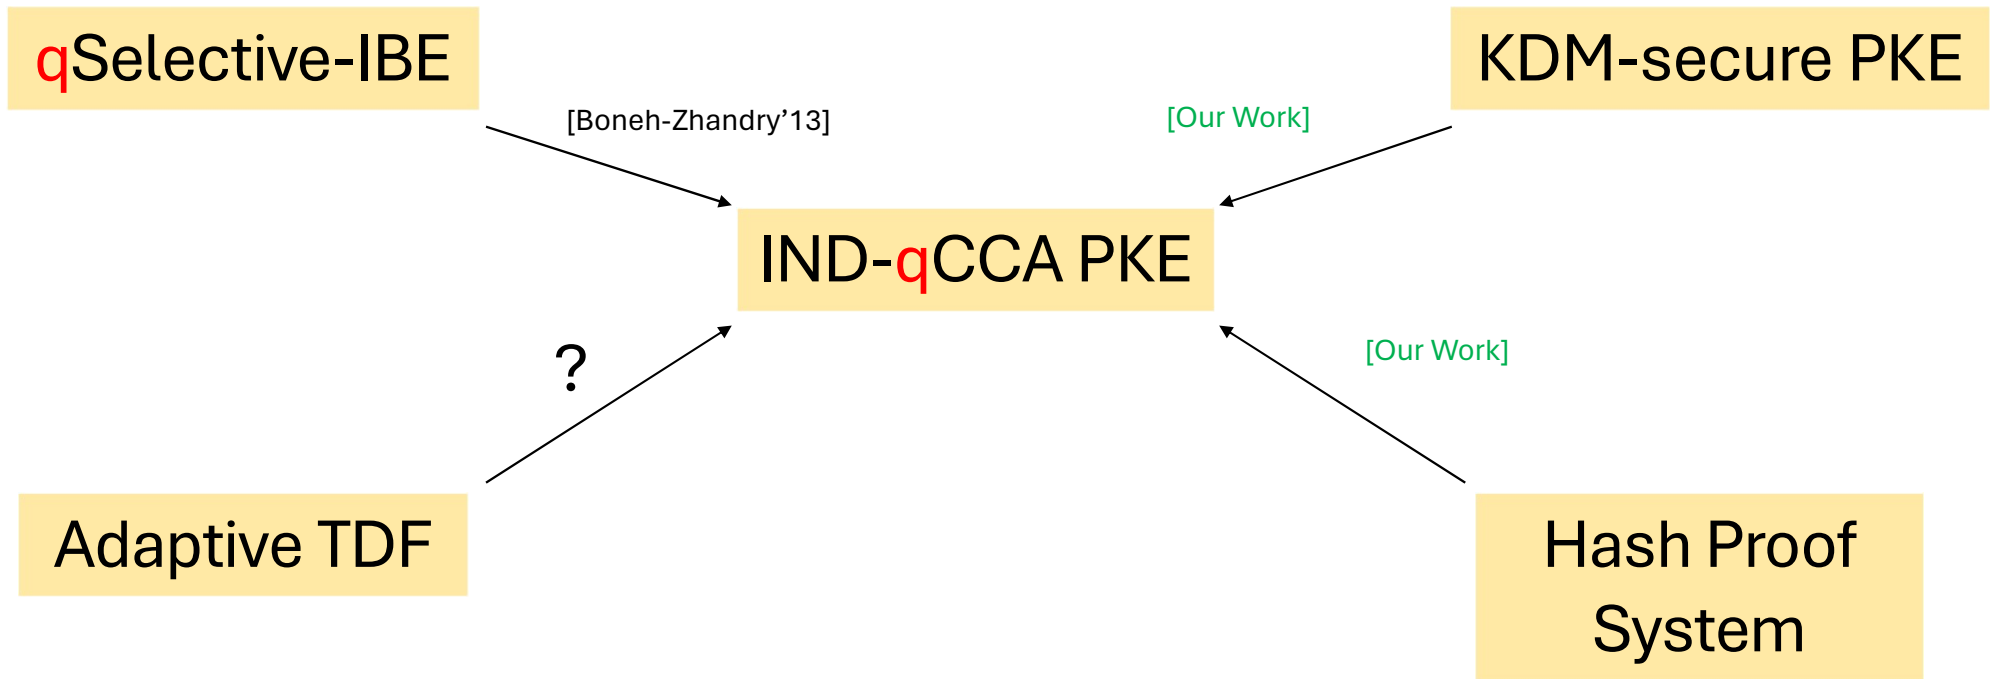 qSelective-IBE
KDM-secure PKE
[Boneh-Zhandry’13]
[Our Work]
IND-qCCA PKE
?
[Our Work]
Adaptive TDF
Hash Proof
System